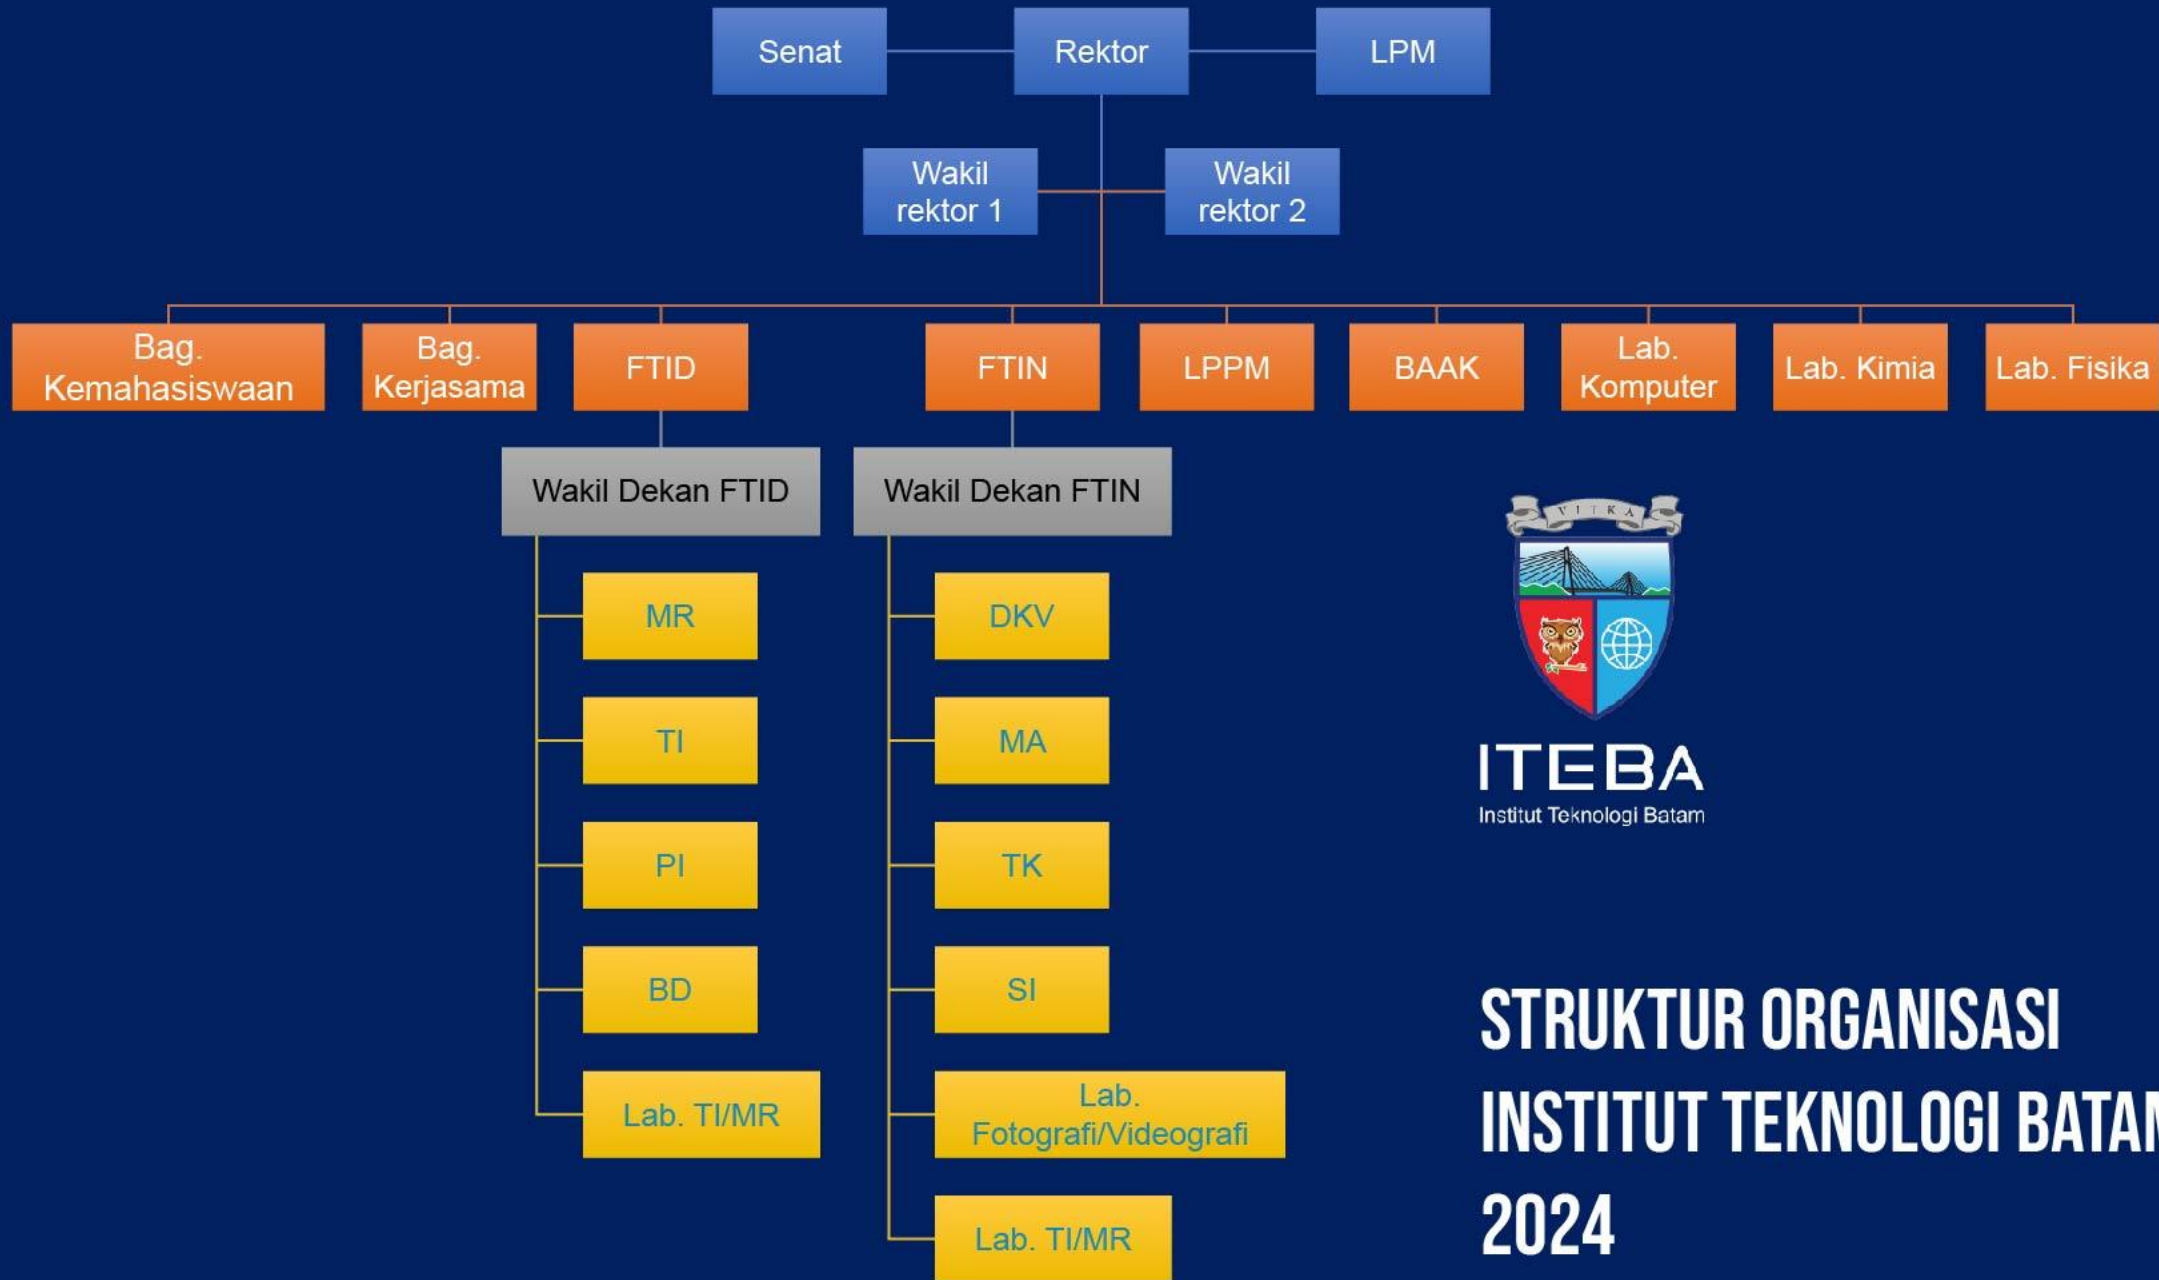 Senat
Rektor
LPM
Wakil
rektor 1
Wakil
rektor 2
Bag.
Kemahasiswaan
Bag.
Kerjasama
FTID
FTIN
LPPM
BAAK
Lab.
Komputer
Lab. Kimia
Lab. Fisika
Wakil Dekan FTID
Wakil Dekan FTIN
MR
TI
PI
BD
Lab. TI/MR
DKV
MA
TK
SI
Lab.
Fotografi/Videografi
Lab. TI/MR
VITKA
ITEBA
Institut Teknologi Batam
STRUKTUR ORGANISASI
INSTITUT TEKNOLOGI BATAM
2024